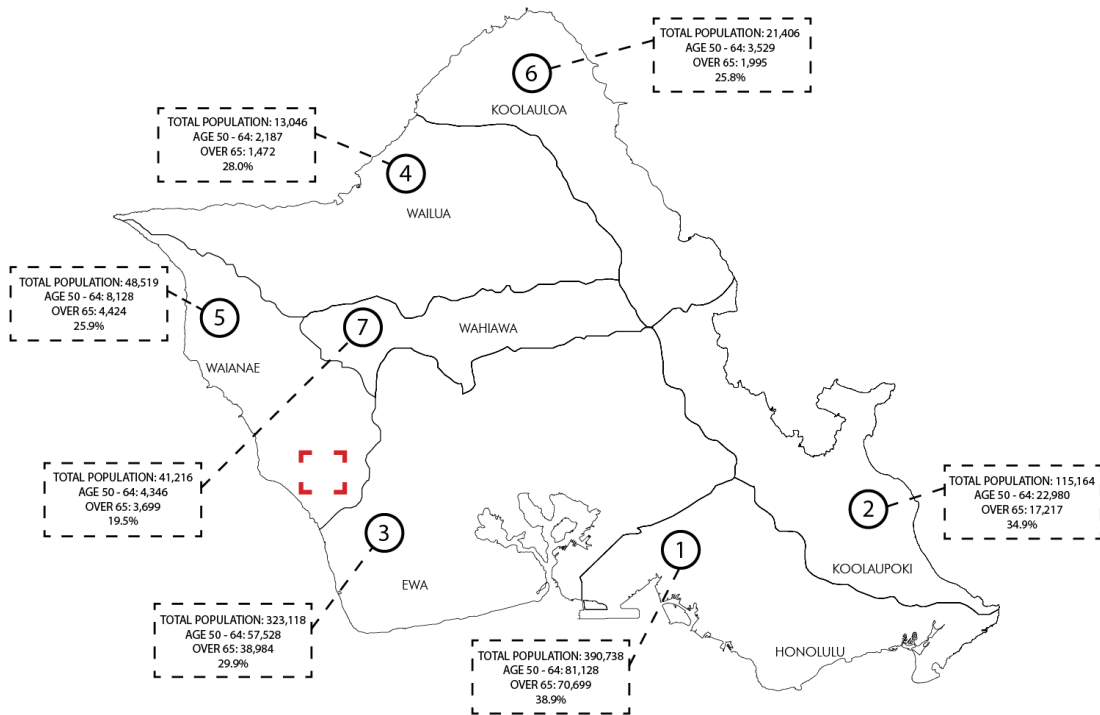 TOTAL POPULATION: 21,406
AGE 50 - 64: 3,529
OVER 65: 1,995
25.8%
6
KOOLAULOA
TOTAL POPULATION: 13,046
AGE 50 - 64: 2,187
OVER 65: 1,472
28.0%
4
WAILUA
TOTAL POPULATION: 48,519
AGE 50 - 64: 8,128
OVER 65: 4,424
25.9%
5
WAIANAE
7
WAHIAWA
TOTAL POPULATION: 41,216
AGE 50 - 64: 4,346
OVER 65: 3,699
19.5%
TOTAL POPULATION: 115,164
AGE 50 - 64: 22,980
OVER 65: 17,217
34.9%
2
KOOLAUPOKI
3
EWA
1
HONOLULU
TOTAL POPULATION: 323,118
AGE 50 - 64: 57,528
OVER 65: 38,984
29.9%
TOTAL POPULATION: 390,738
AGE 50 - 64: 81,128
OVER 65: 70,699
38.9%